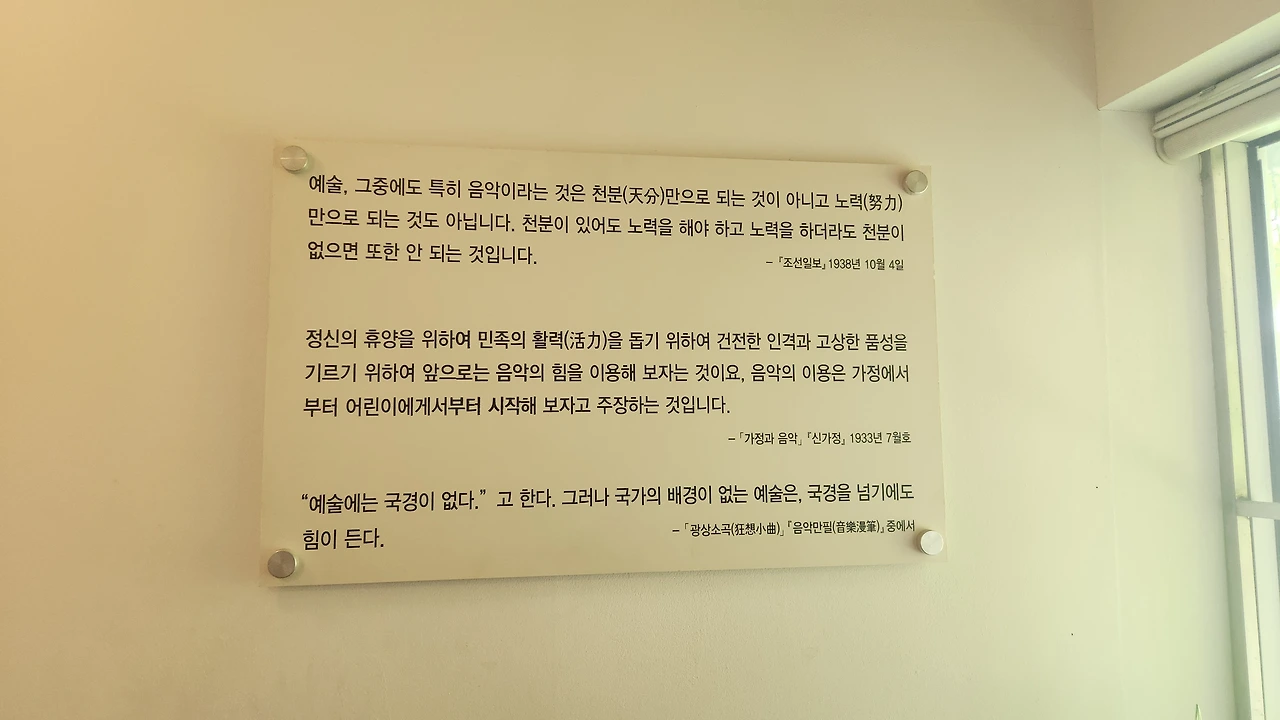 예술, 그중에도 특히 음악이라는 것은 천분(天分)만으로 되는 것이 아니고 노력(努力)
만으로 되는 것도 아닙니다. 천분이 있어도 노력을 해야 하고 노력을 하더라도 천분이
없으면 또한 안 되는 것입니다.
– 「조선일보」 1938년 10월 4일
정신의 휴양을 위하여 민족의 활력(活力)을 돕기 위하여 건전한 인격과 고상한 품성을
기르기 위하여 앞으로는 음악의 힘을 이용해 보자는 것이요, 음악의 이용은 가정에서
부터 어린이에게서부터 시작해 보자고 주장하는 것입니다.
– 「가정과 음악」 『신가정』 1933년 7월호
“예술에는 국경이 없다.” 고 한다. 그러나 국가의 배경이 없는 예술은, 국경을 넘기에도
힘이 든다.
– 「광상소곡(狂想小曲)」 『음악만필(音樂漫筆)』 중에서